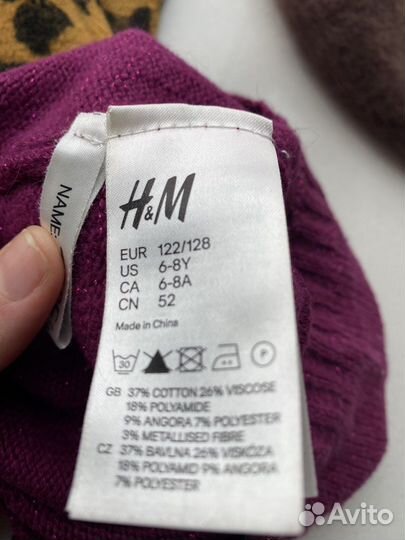 NAME:
H&M
EUR 122/128
US 6-8Y
CA 6-8A
CN 52
Made in China
30
P
GB 37% COTTON 26% VISCOSE
18% POLYAMIDE
9% ANGORA 7% POLYESTER
3% METALLISED FIBRE
CZ 37% BAVLNA 26% VISKÓZA
18% POLYAMID 9% ANGORA
7% POLYESTER
Avito